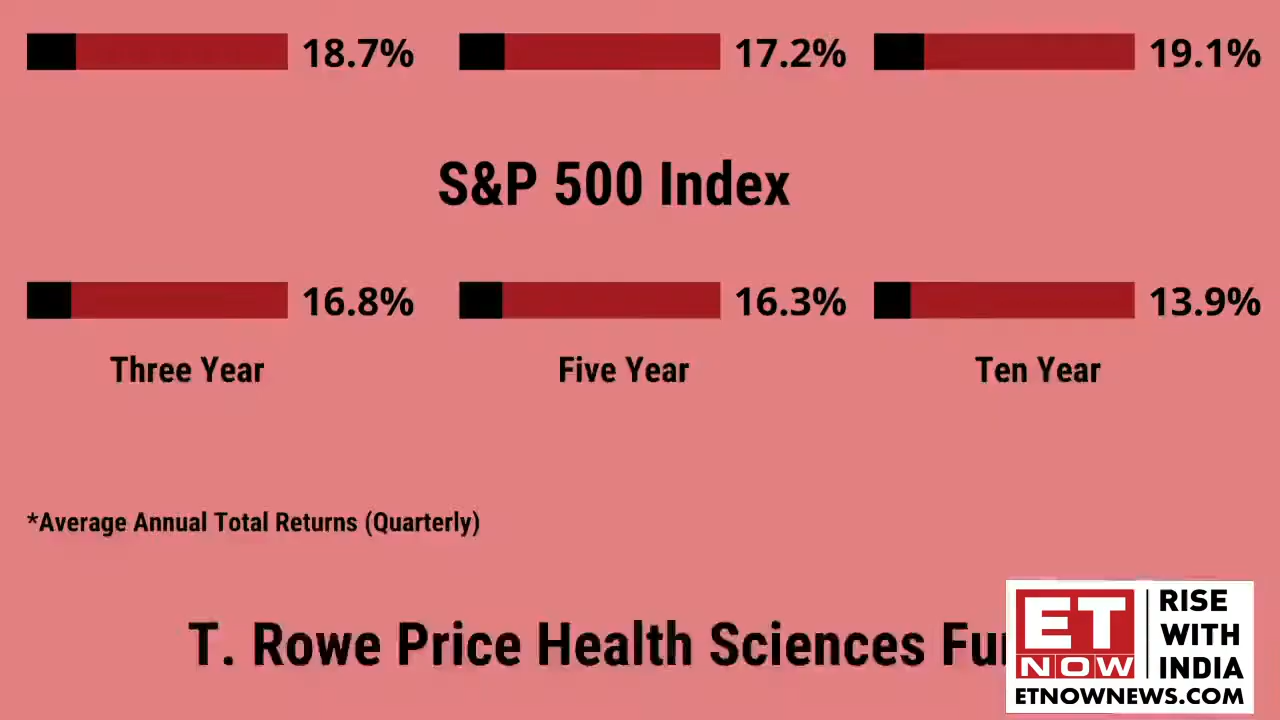 18.7% 17.2% 19.1%
S&P 500 Index
16.8% 16.3% 13.9%
Three Year Five Year Ten Year
*Average Annual Total Returns (Quarterly)
T. Rowe Price Health Sciences
ET
NOW
RISE
WITH
INDIA
ETNOWNEWS.COM